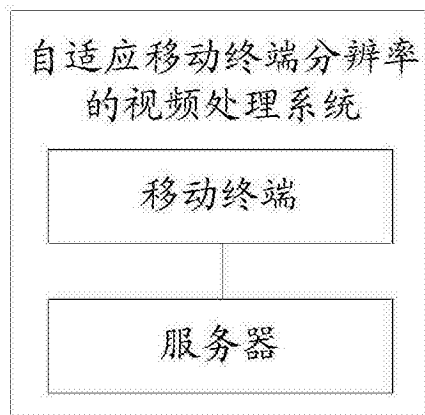 自适应移动终端分辨率
的视频处理系统
移动终端
服务器